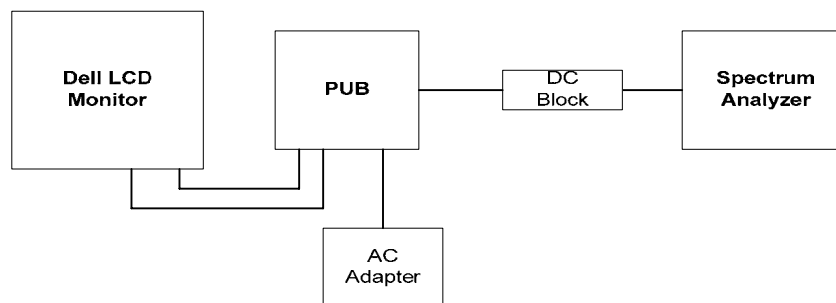 Dell LCD
Monitor
PUB
DC
Block
Spectrum
Analyzer
AC
Adapter